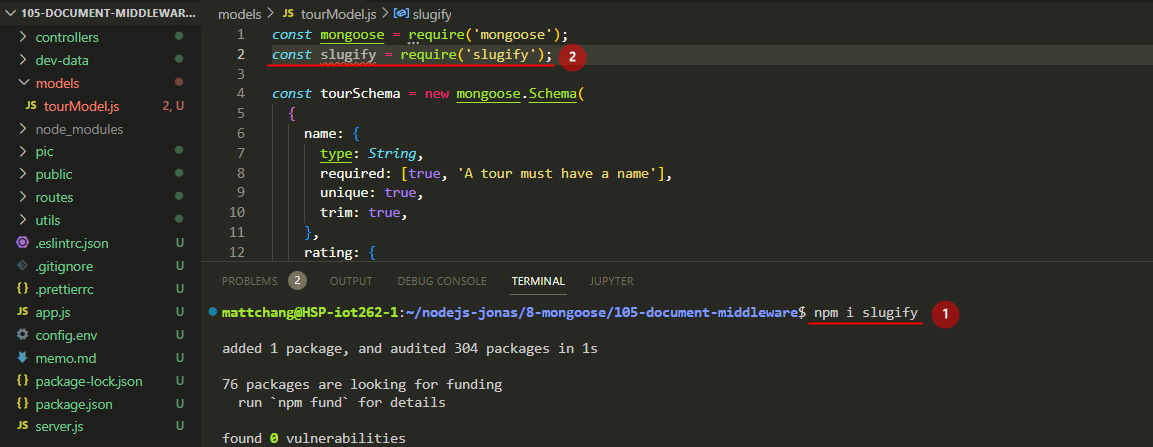 105-DOCUMENT-MIDDLEWAR...
controllers
dev-data
models
JS tourModel.js 2, U
node_modules
pic
public
routes
utils
.eslintrc.json U
.gitignore U
{} .prettierrc U
JS app.js U
config.env U
memo.md U
{} package-lock.json U
{} package.json U
JS server.js U
models > JS tourModel.js > slugify
1 const mongoose = require('mongoose');
2 const slugify = require('slugify'); 2
3
4 const tourSchema = new mongoose.Schema(
5 {
6 name: {
7 type: String,
8 required: [true, 'A tour must have a name'],
9 unique: true,
10 trim: true,
11 },
12 rating: {
PROBLEMS 2 OUTPUT DEBUG CONSOLE TERMINAL JUPYTER
mattchang@HSP-iot262-1:~/nodejs-jonas/8-mongoose/105-document-middleware$ npm i slugify 1
added 1 package, and audited 304 packages in 1s
76 packages are looking for funding
run `npm fund` for details
found 0 vulnerabilities